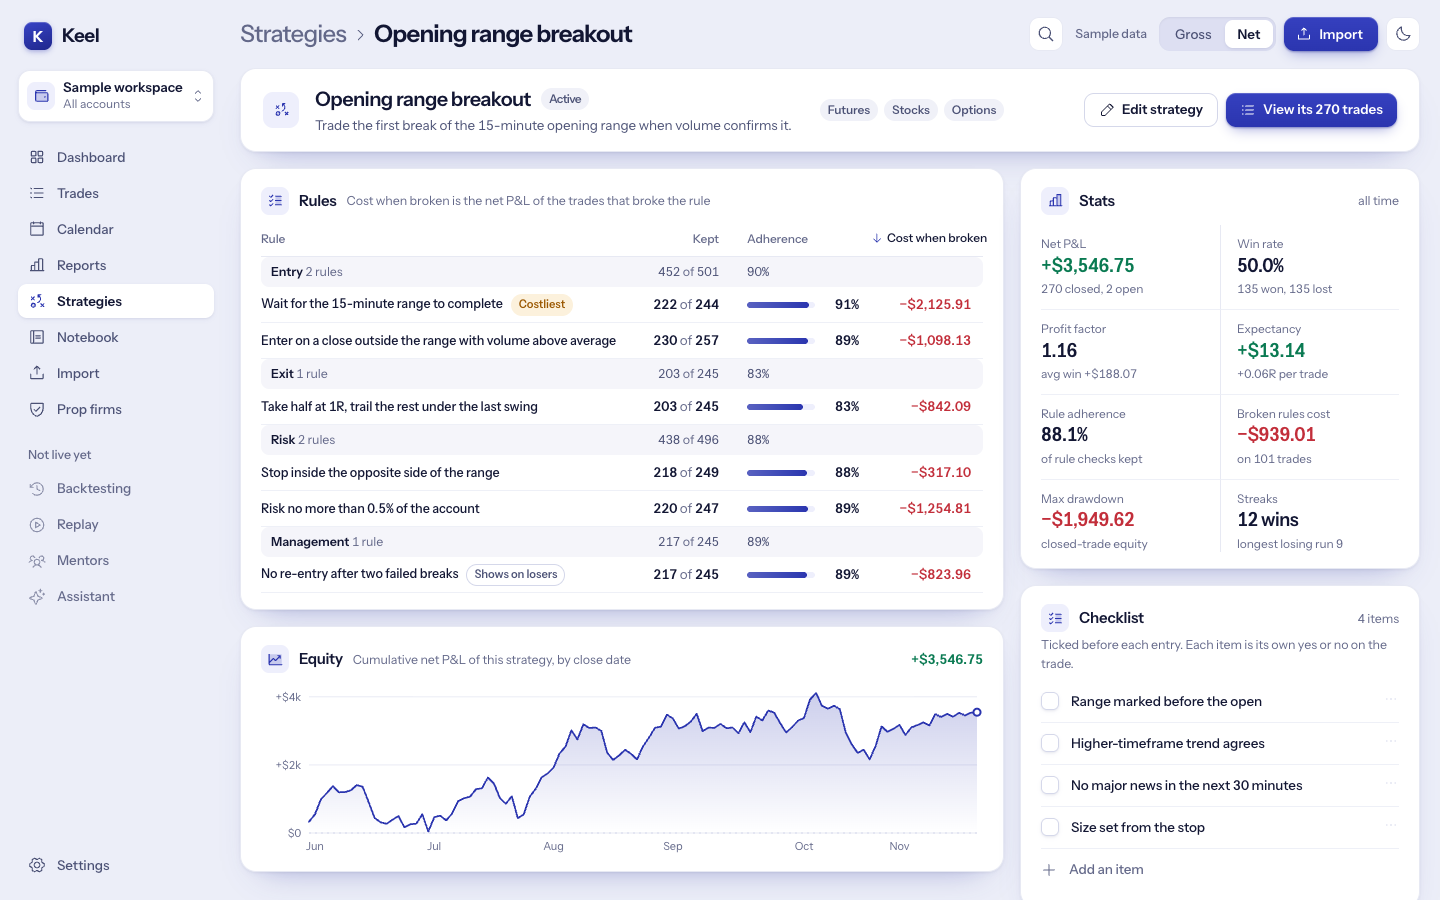 K Keel
Strategies > Opening range breakout
Sample data
Gross
Net
Import
Sample workspace
All accounts
Dashboard
Trades
Calendar
Reports
Strategies
Notebook
Import
Prop firms
Not live yet
Backtesting
Replay
Mentors
Assistant
Settings
Opening range breakout Active
Trade the first break of the 15-minute opening range when volume confirms it.
Futures Stocks Options
Edit strategy
View its 270 trades
Rules Cost when broken is the net P&L of the trades that broke the rule
Rule Kept Adherence ↓ Cost when broken
Entry 2 rules 452 of 501 90%
Wait for the 15-minute range to complete Costliest 222 of 244 91% −$2,125.91
Enter on a close outside the range with volume above average 230 of 257 89% −$1,098.13
Exit 1 rule 203 of 245 83%
Take half at 1R, trail the rest under the last swing 203 of 245 83% −$842.09
Risk 2 rules 438 of 496 88%
Stop inside the opposite side of the range 218 of 249 88% −$317.10
Risk no more than 0.5% of the account 220 of 247 89% −$1,254.81
Management 1 rule 217 of 245 89%
No re-entry after two failed breaks Shows on losers 217 of 245 89% −$823.96
Equity Cumulative net P&L of this strategy, by close date +$3,546.75
+$4k
+$2k
$0
Jun Jul Aug Sep Oct Nov
Stats all time
Net P&L Win rate
+$3,546.75 50.0%
270 closed, 2 open 135 won, 135 lost
Profit factor Expectancy
1.16 +$13.14
avg win +$188.07 +0.06R per trade
Rule adherence Broken rules cost
88.1% −$939.01
of rule checks kept on 101 trades
Max drawdown Streaks
−$1,949.62 12 wins
closed-trade equity longest losing run 9
Checklist 4 items
Ticked before each entry. Each item is its own yes or no on the
trade.
Range marked before the open
Higher-timeframe trend agrees
No major news in the next 30 minutes
Size set from the stop
+ Add an item